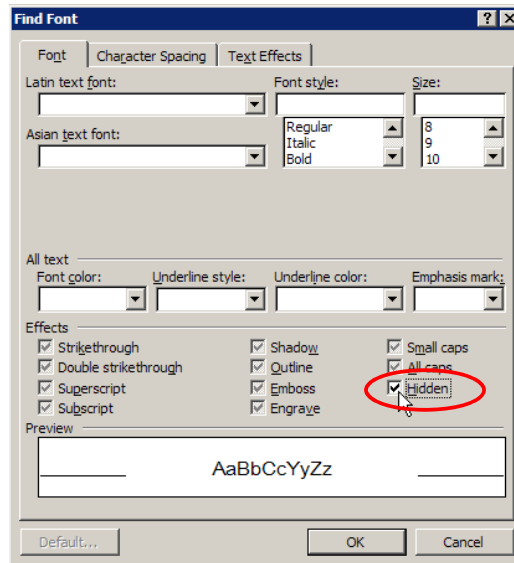 Find Font
Font Character Spacing Text Effects
Latin text font: Font style: Size:
Regular 8
Asian text font: Italic 9
Bold 10
All text
Font color: Underline style: Underline color: Emphasis mark:
Effects
Strikethrough Shadow Small caps
Double strikethrough Outline All caps
Superscript Emboss Hidden
Subscript Engrave
Preview
AaBbCcYyZz
Default... OK Cancel